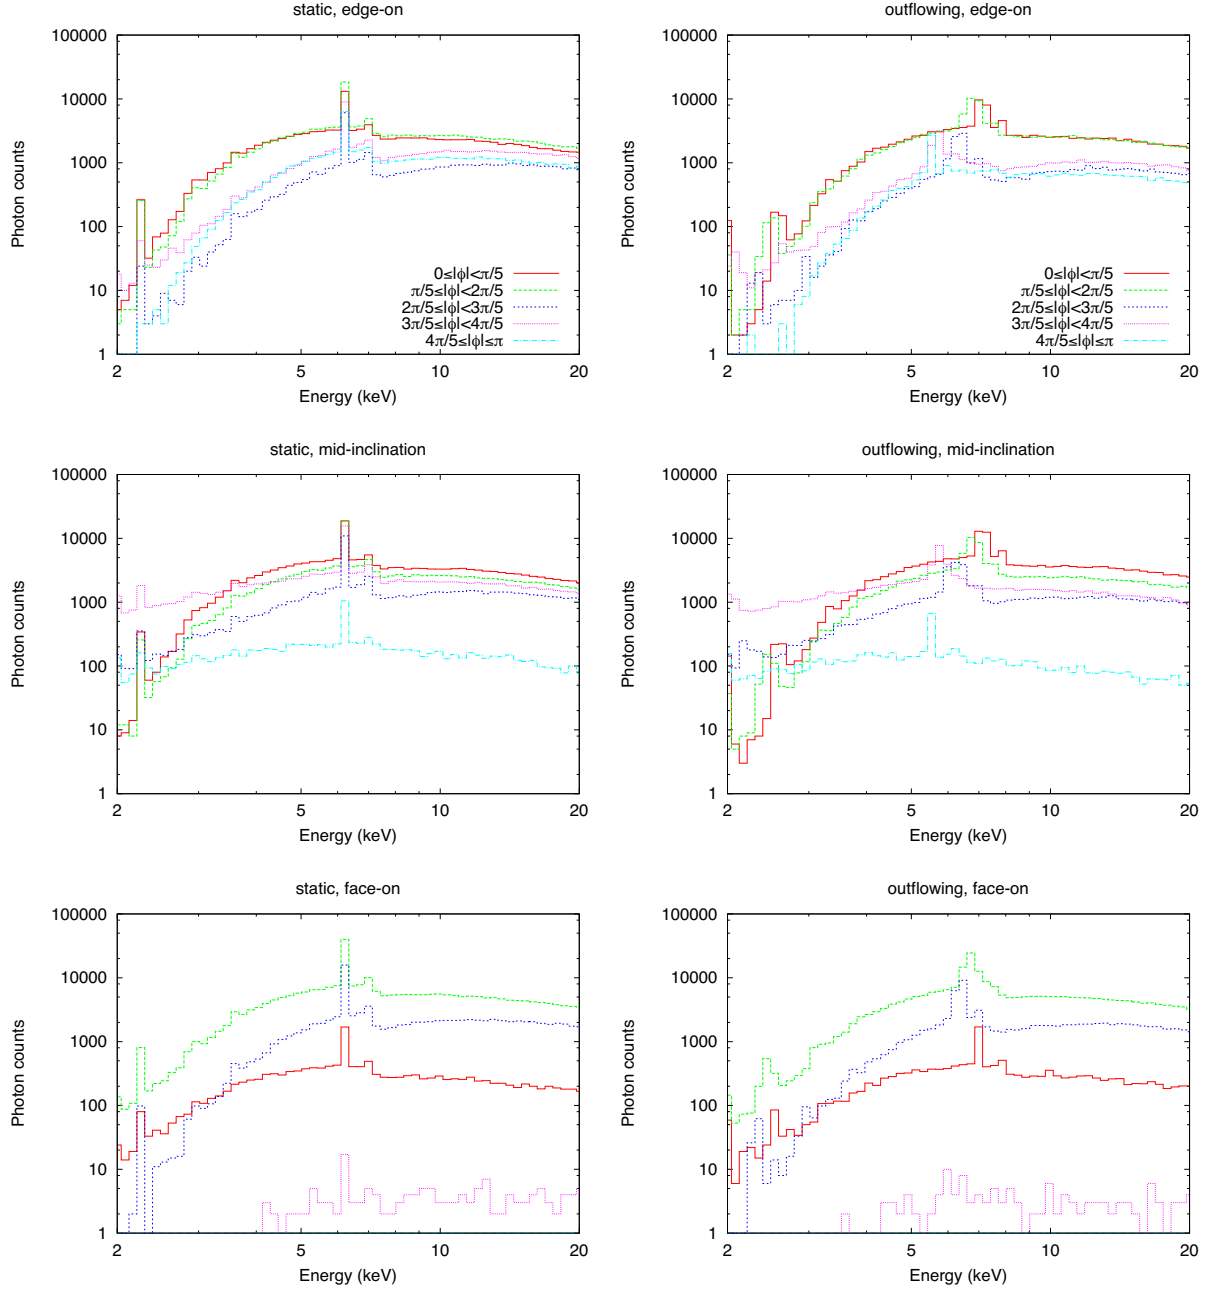 static, edge-on
100000
10000
1000
100
10
1
2
5
10
20
Photon counts
Energy (keV)
0≤|ϕ|<π/5
π/5≤|ϕ|<2π/5
2π/5≤|ϕ|<3π/5
3π/5≤|ϕ|<4π/5
4π/5≤|ϕ|≤π
outflowing, edge-on
100000
10000
1000
100
10
1
2
5
10
20
Photon counts
Energy (keV)
0≤|ϕ|<π/5
π/5≤|ϕ|<2π/5
2π/5≤|ϕ|<3π/5
3π/5≤|ϕ|<4π/5
4π/5≤|ϕ|≤π
static, mid-inclination
100000
10000
1000
100
10
1
2
5
10
20
Photon counts
Energy (keV)
outflowing, mid-inclination
100000
10000
1000
100
10
1
2
5
10
20
Photon counts
Energy (keV)
static, face-on
100000
10000
1000
100
10
1
2
5
10
20
Photon counts
Energy (keV)
outflowing, face-on
100000
10000
1000
100
10
1
2
5
10
20
Photon counts
Energy (keV)